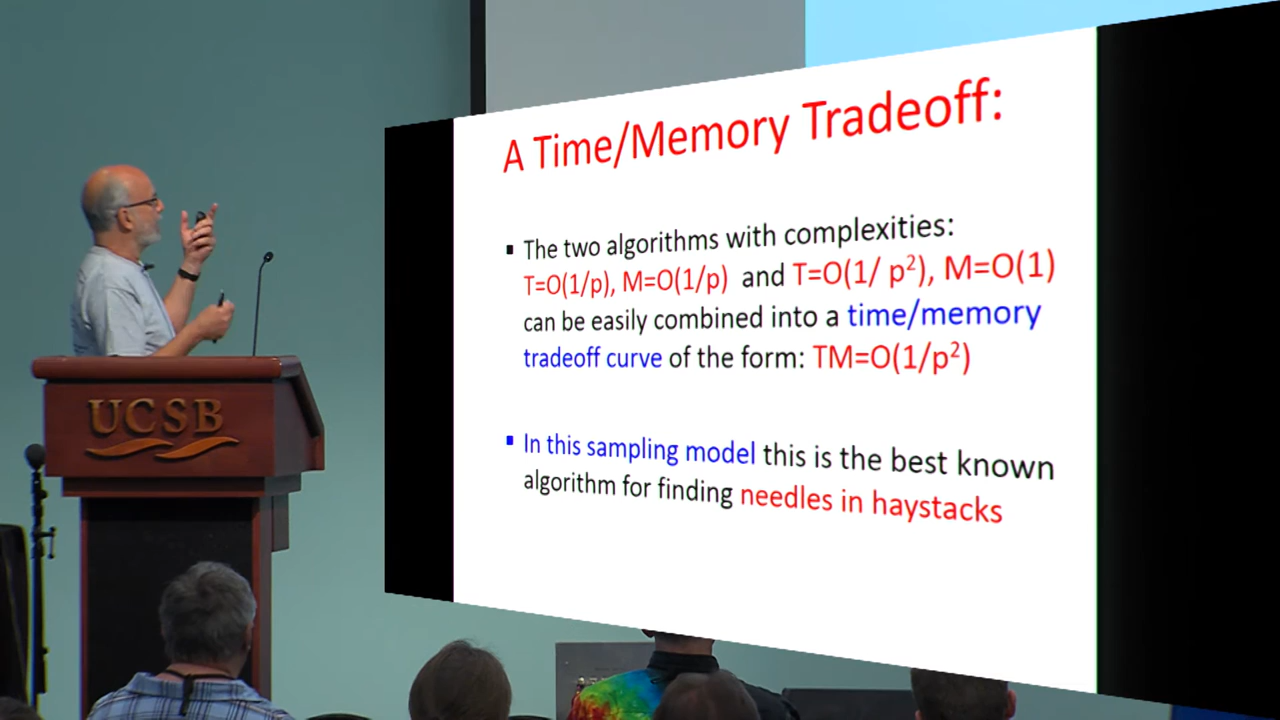 A Time/Memory Tradeoff:
▪ The two algorithms with complexities:
T=O(1/p), M=O(1/p) and T=O(1/ p²), M=O(1)
can be easily combined into a time/memory
tradeoff curve of the form: TM=O(1/p²)
▪ In this sampling model this is the best known
algorithm for finding needles in haystacks
UCSB